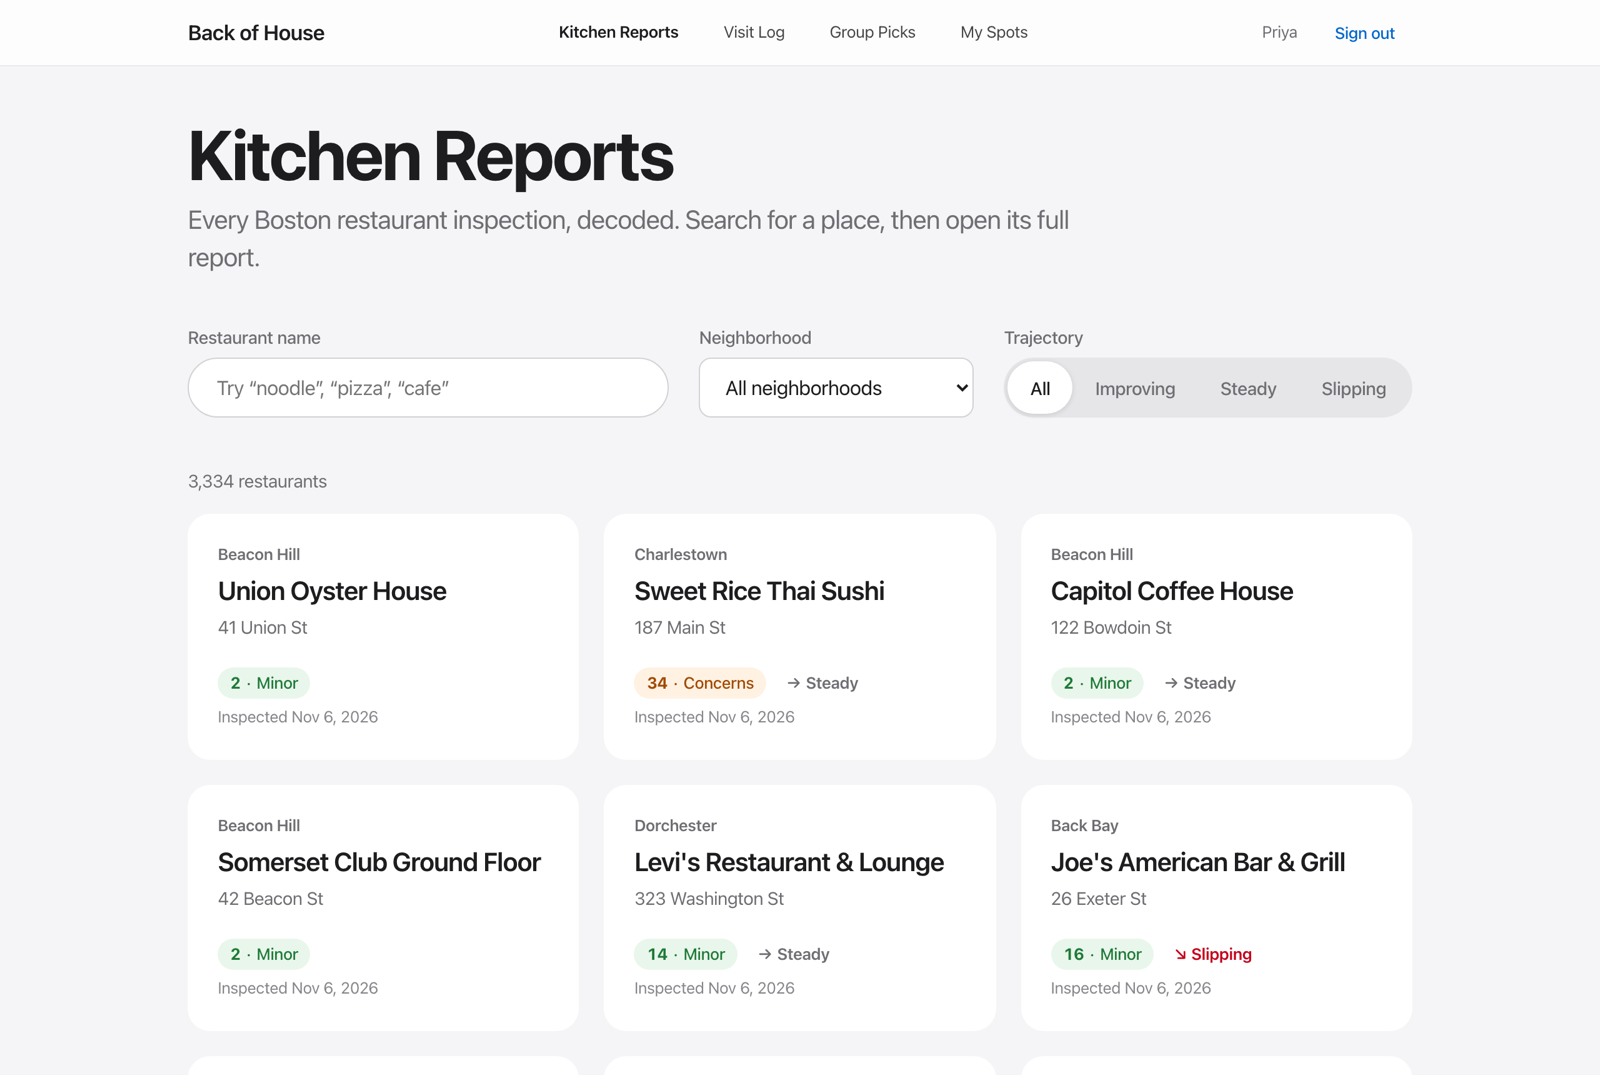 Back of House
Kitchen Reports
Visit Log
Group Picks
My Spots
Priya
Sign out
Kitchen Reports
Every Boston restaurant inspection, decoded. Search for a place, then open its full
report.
Restaurant name
Neighborhood
Trajectory
Try “noodle”, “pizza”, “cafe”
All neighborhoods
All
Improving
Steady
Slipping
3,334 restaurants
Beacon Hill
Union Oyster House
41 Union St
2 · Minor
Inspected Nov 6, 2026
Charlestown
Sweet Rice Thai Sushi
187 Main St
34 · Concerns → Steady
Inspected Nov 6, 2026
Beacon Hill
Capitol Coffee House
122 Bowdoin St
2 · Minor → Steady
Inspected Nov 6, 2026
Beacon Hill
Somerset Club Ground Floor
42 Beacon St
2 · Minor
Inspected Nov 6, 2026
Dorchester
Levi's Restaurant & Lounge
323 Washington St
14 · Minor → Steady
Inspected Nov 6, 2026
Back Bay
Joe's American Bar & Grill
26 Exeter St
16 · Minor ↘ Slipping
Inspected Nov 6, 2026